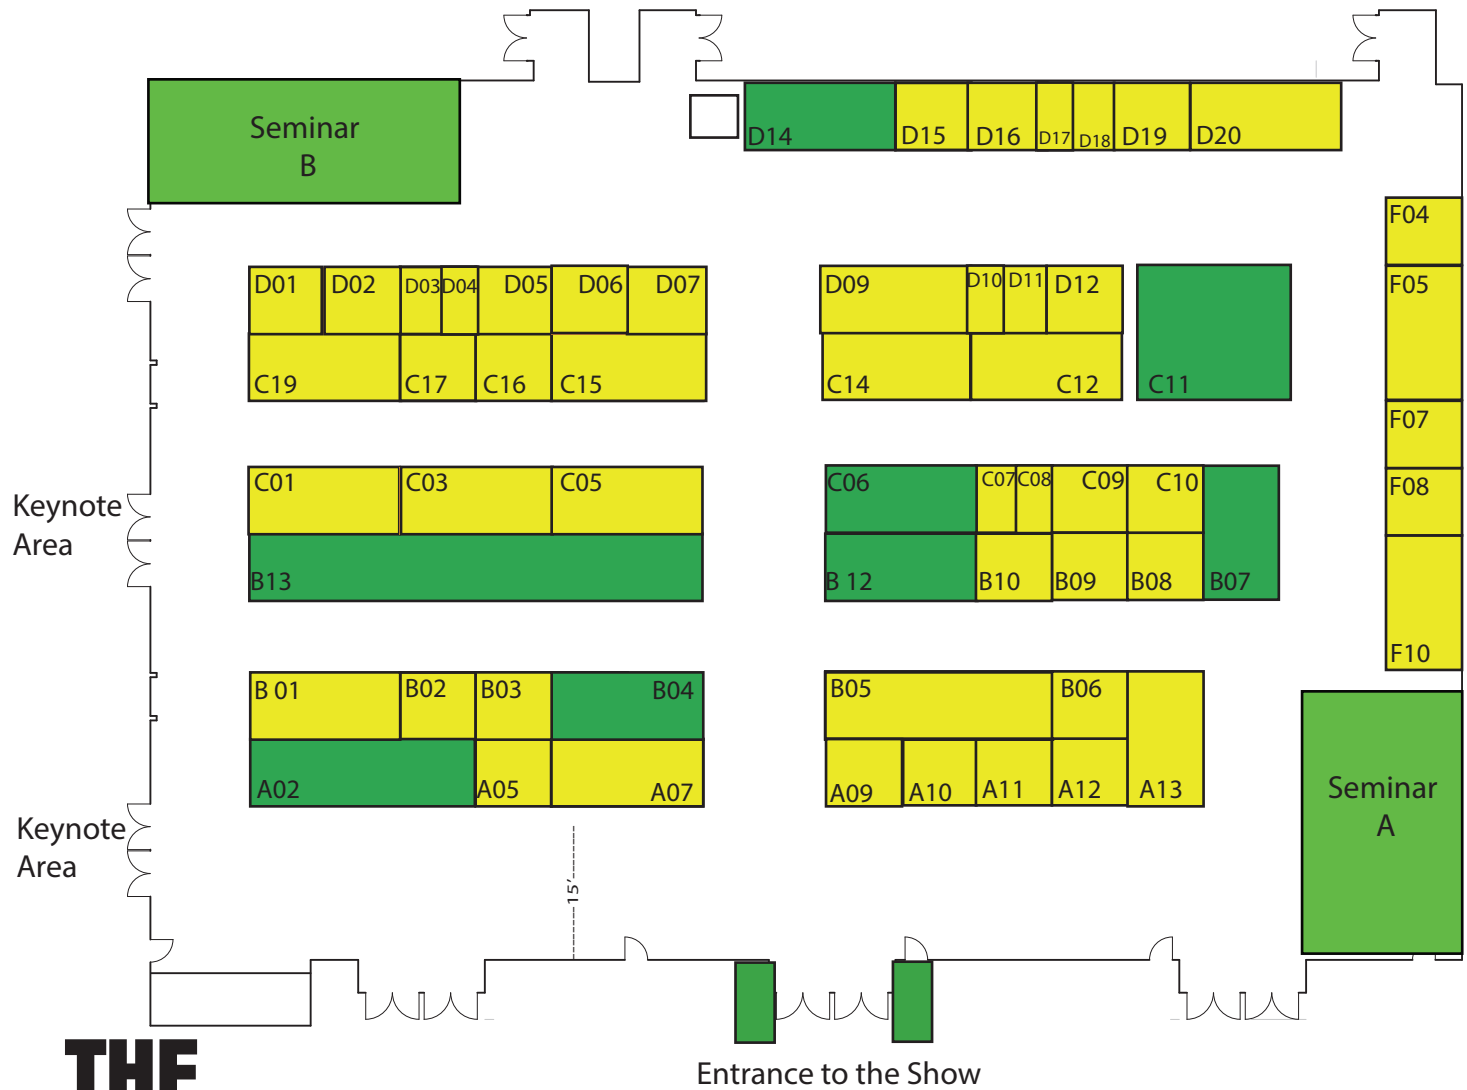 Seminar
B
D14
D15
D16
D17
D18
D19
D20
F04
D01
D02
D03
D04
D05
D06
D07
D09
D10
D11
D12
F05
C19
C17
C16
C15
C14
C12
C11
F07
C01
C03
C05
C06
C07
C08
C09
C10
F08
Keynote
Area
B13
B 12
B10
B09
B08
B07
F10
B 01
B02
B03
B04
B05
B06
A02
A05
A07
A09
A10
A11
A12
A13
Seminar
A
Keynote
Area
15'
THE
Entrance to the Show